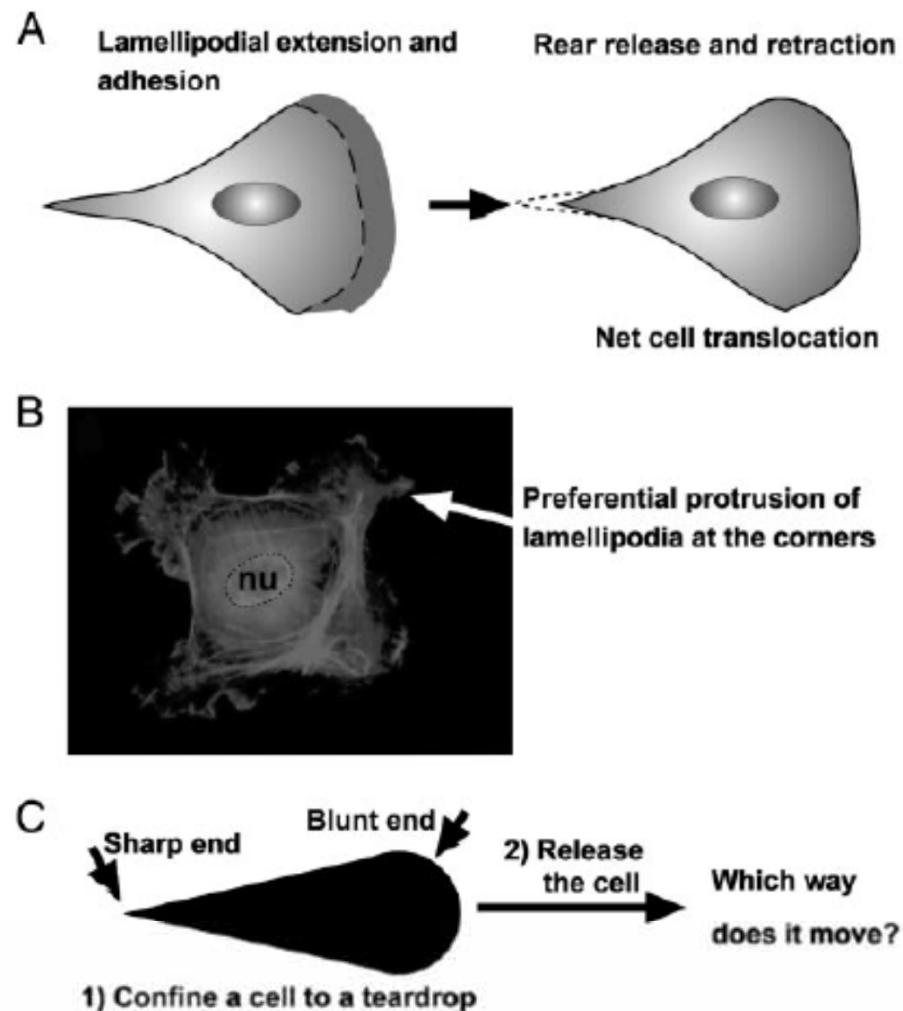 A
Lamellipodial extension and
adhesion
Rear release and retraction
Net cell translocation
B
nu
Preferential protrusion of
lamellipodia at the corners
C
Sharp end
Blunt end
2) Release
the cell
Which way
does it move?
1) Confine a cell to a teardrop